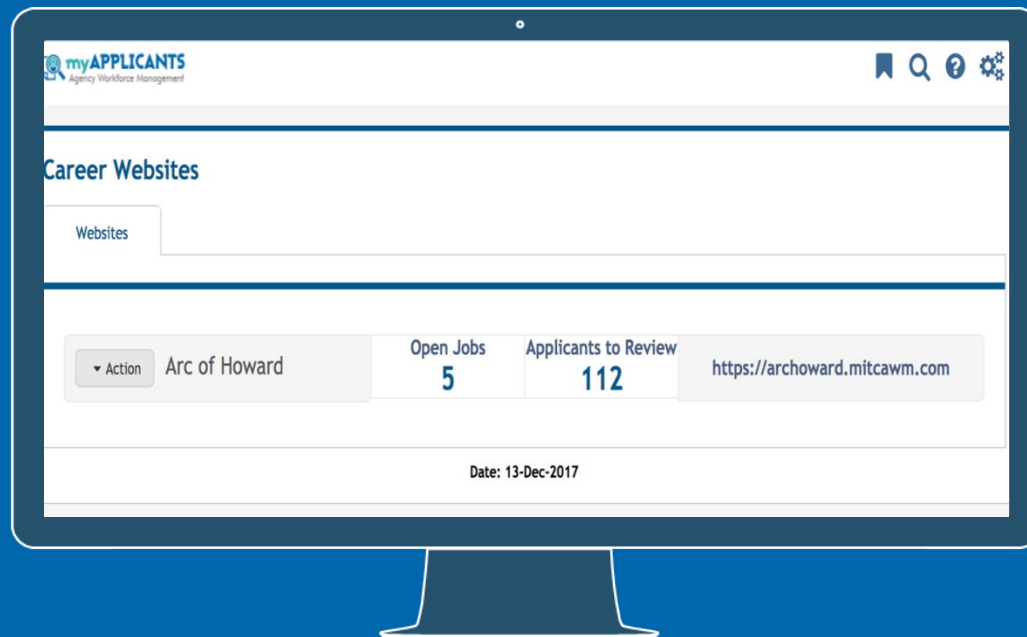 myAPPLICANTS
Agency Workforce Management
Career Websites
Websites
Action Arc of Howard
Open Jobs
5
Applicants to Review
112
https://archoward.mitcawm.com
Date: 13-Dec-2017